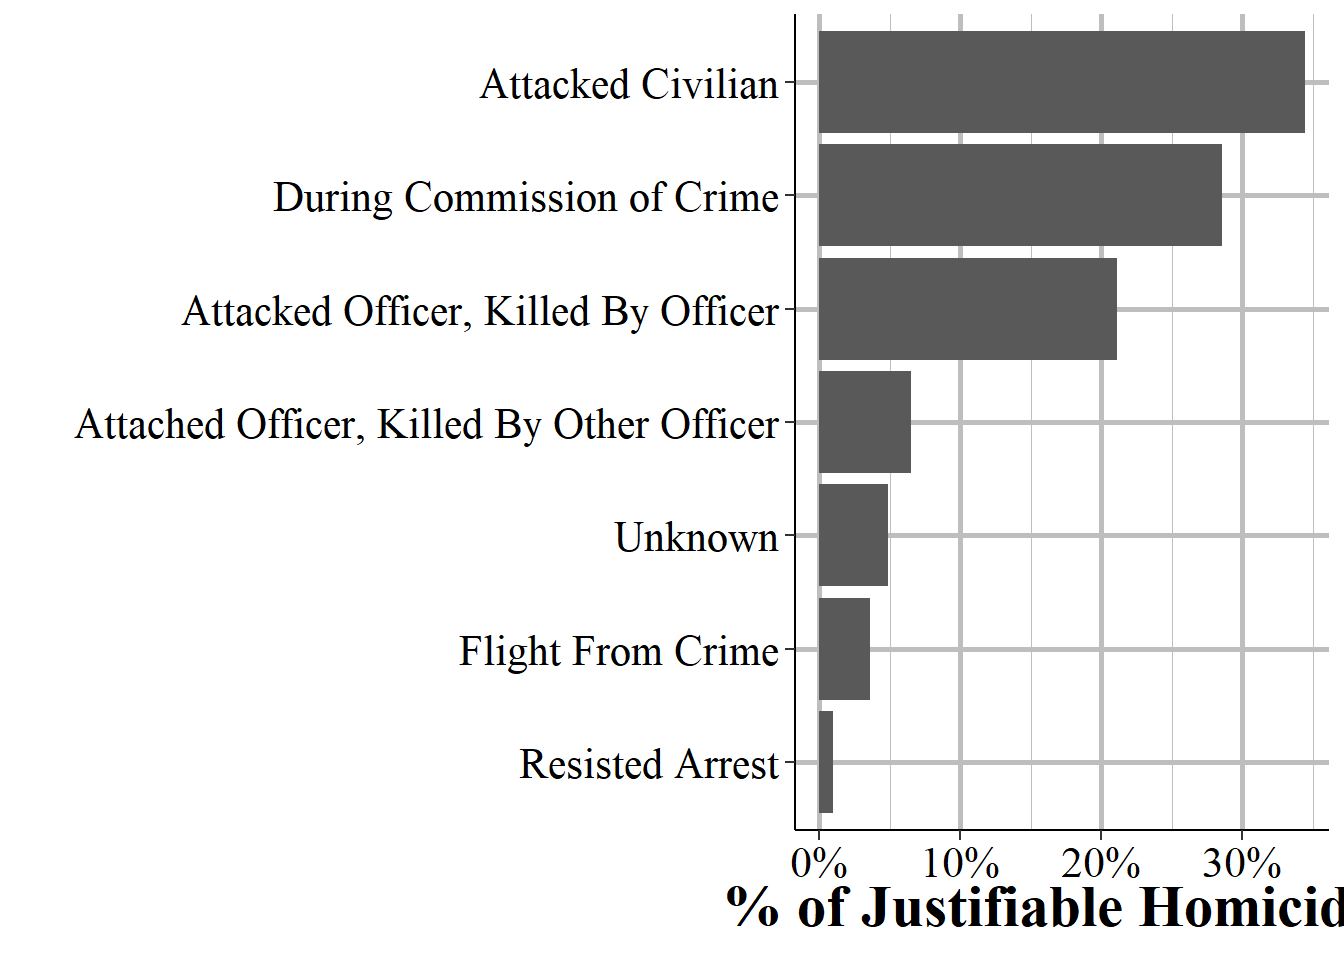 Attacked Civilian
During Commission of Crime
Attacked Officer, Killed By Officer
Attached Officer, Killed By Other Officer
Unknown
Flight From Crime
Resisted Arrest
0% 10% 20% 30%
% of Justifiable Homicid